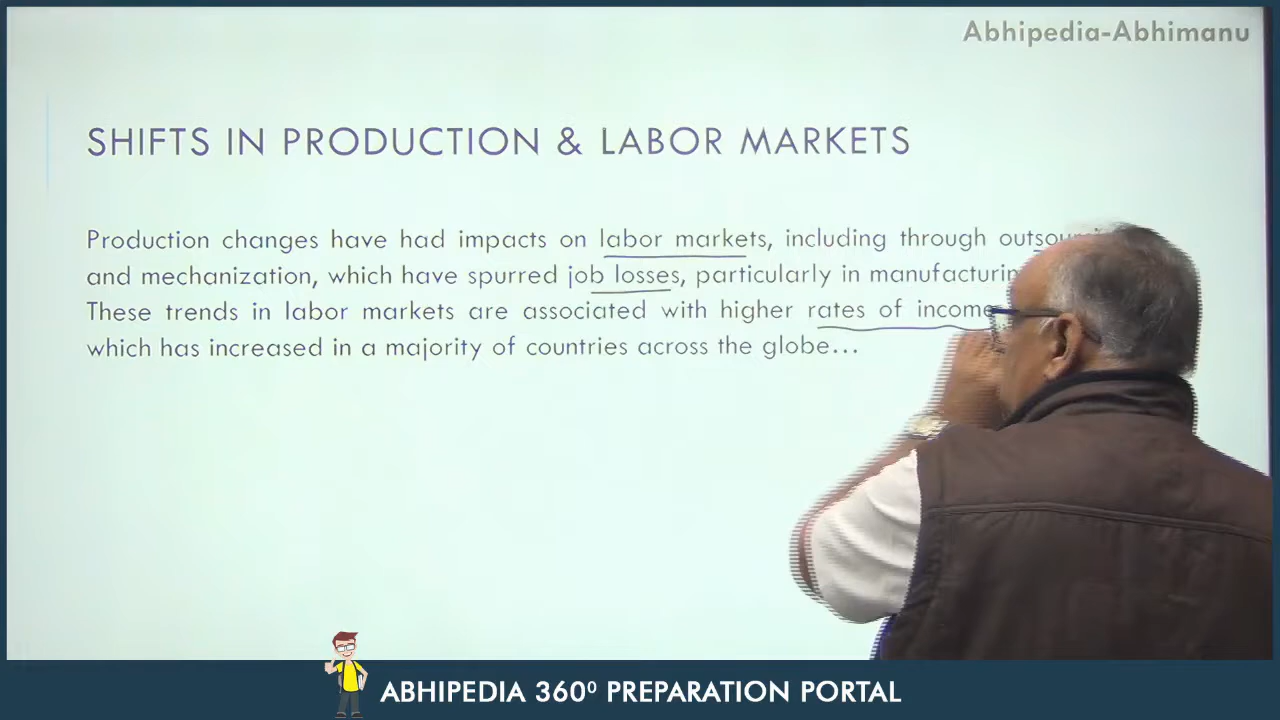 Abhipedia-Abhimanu
SHIFTS IN PRODUCTION & LABOR MARKETS
Production changes have had impacts on labor markets, including through
and mechanization, which have spurred job losses, particularly in
These trends in labor markets are associated with higher rates of income
which has increased in a majority of countries across the globe...
ABHIPEDIA 360⁰ PREPARATION PORTAL